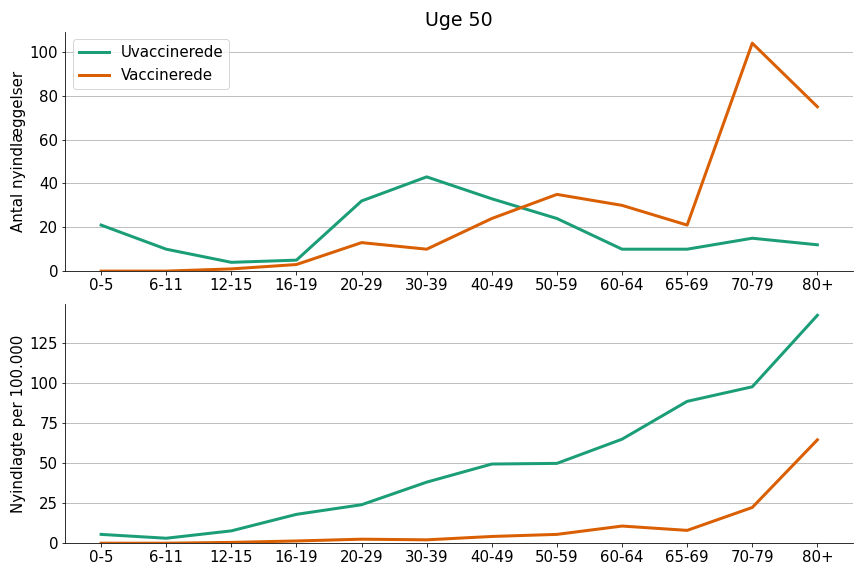 Uge 50
Antal nyindlæggelser
100
80
60
40
20
0
Uvaccinerede
Vaccinerede
0-5 6-11 12-15 16-19 20-29 30-39 40-49 50-59 60-64 65-69 70-79 80+
Nyindlagte per 100.000
125
100
75
50
25
0
0-5 6-11 12-15 16-19 20-29 30-39 40-49 50-59 60-64 65-69 70-79 80+